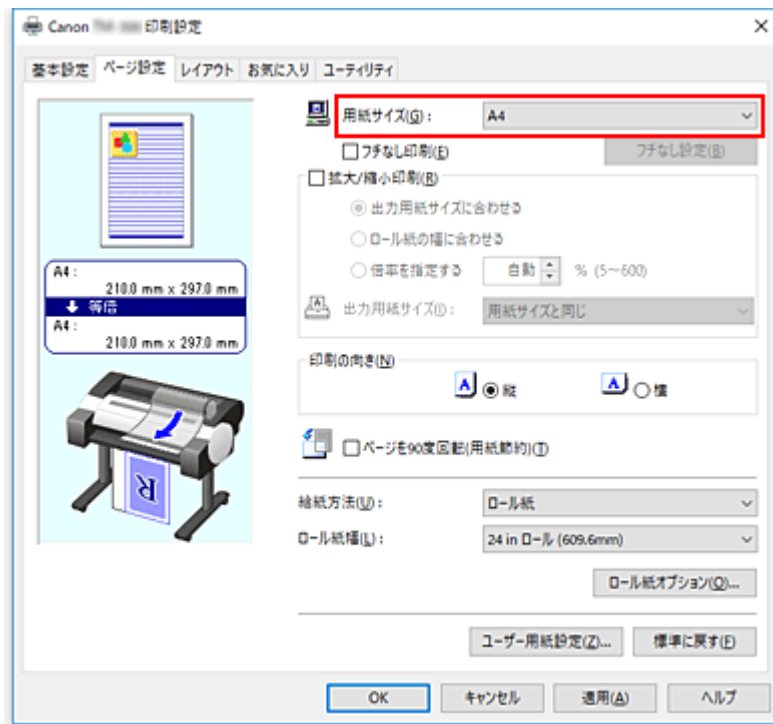 Canon 印刷設定
基本設定 ページ設定 レイアウト お気に入り ユーティリティ
用紙サイズ(G): A4
フチなし印刷(E) フチなし設定(B)
拡大/縮小印刷(R)
出力用紙サイズに合わせる
ロール紙の幅に合わせる
倍率を指定する 自動 % (5～600)
出力用紙サイズ(I): 用紙サイズと同じ
A4:
210.0 mm x 297.0 mm
等倍
A4:
210.0 mm x 297.0 mm
印刷の向き(N)
A 縦 A 横
ページを90度回転(用紙節約)(T)
R
給紙方法(U): ロール紙
ロール紙幅(L): 24 in ロール (609.6mm)
ロール紙オプション(O)...
ユーザー用紙設定(Z)... 標準に戻す(F)
OK キャンセル 適用(A) ヘルプ